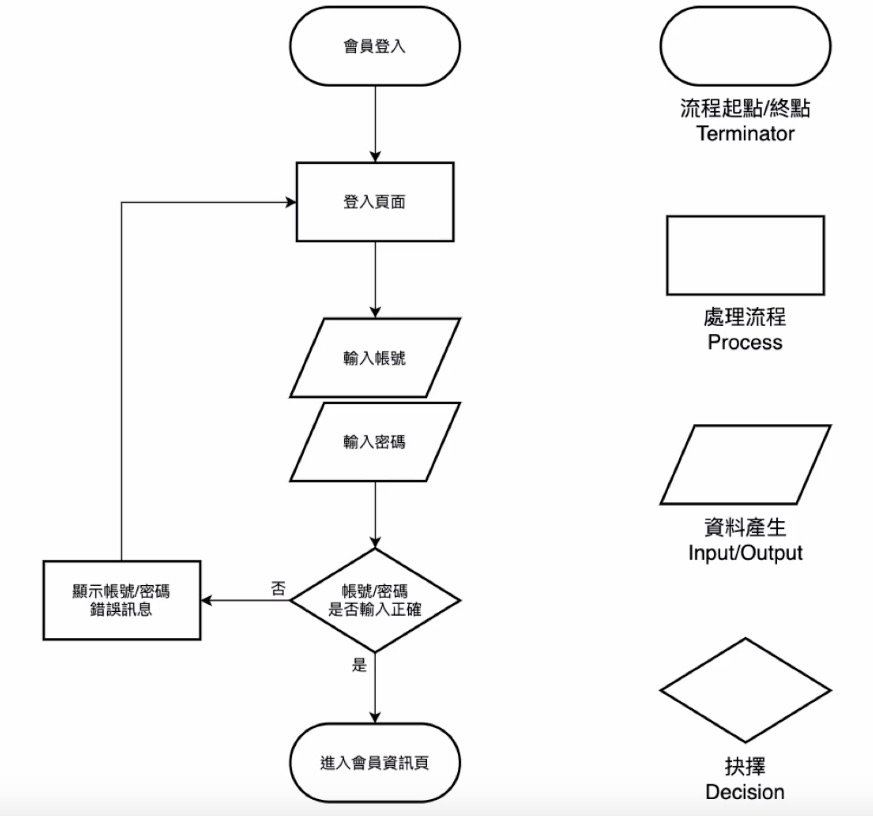 會員登入
登入頁面
輸入帳號
輸入密碼
帳號/密碼
是否輸入正確
否
顯示帳號/密碼
錯誤訊息
是
進入會員資訊頁
流程起點/終點
Terminator
處理流程
Process
資料產生
Input/Output
抉擇
Decision